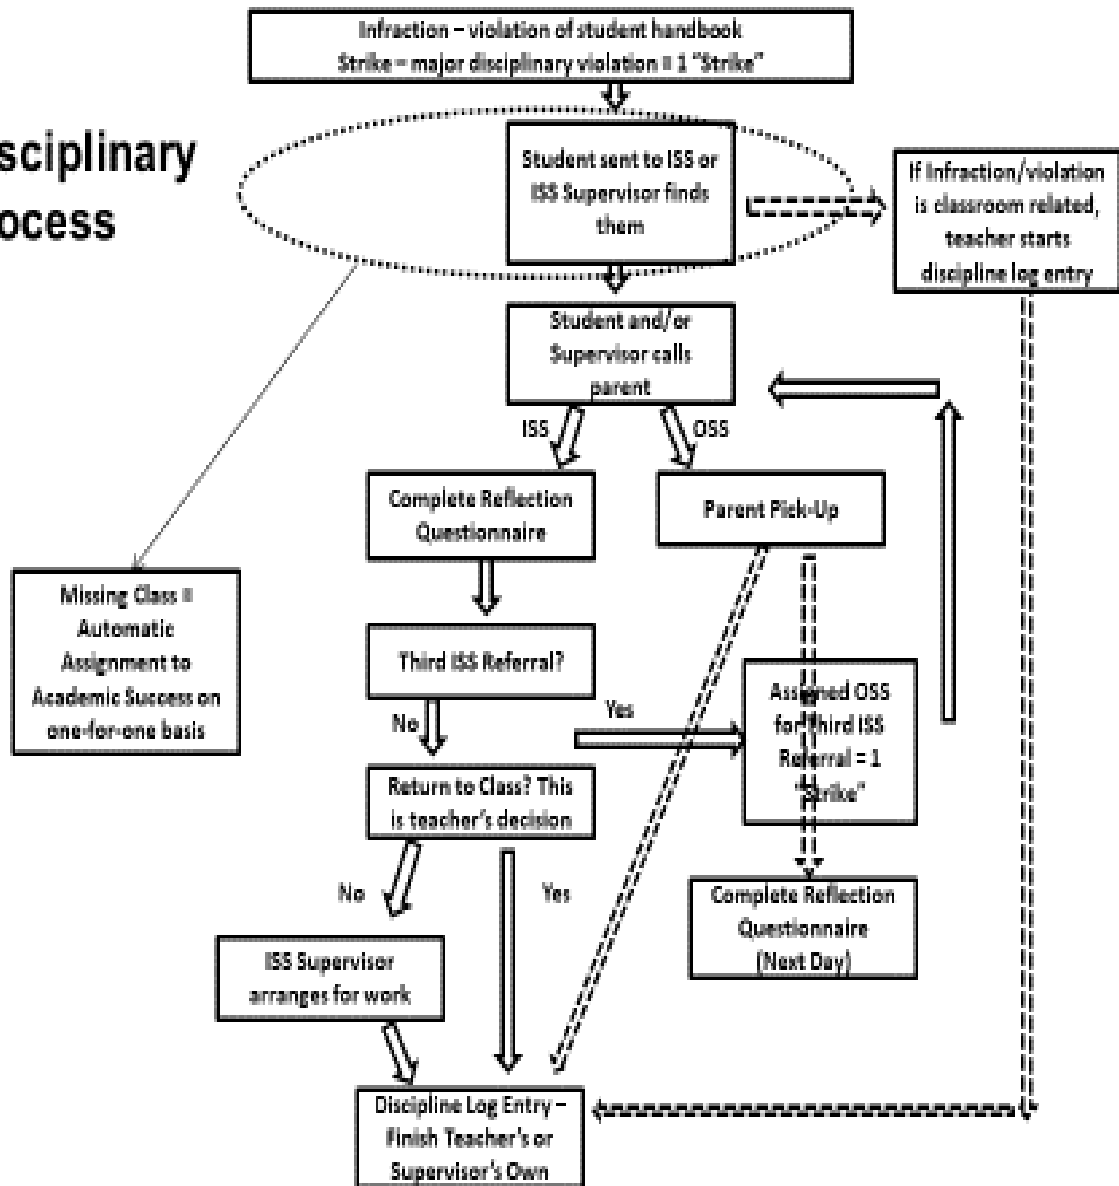 Infraction – violation of student handbook
Strike – major disciplinary violation = 1 "Strike"
sciplinary
ocess
Student sent to ISS or
ISS Supervisor finds
them
If Infraction/violation
is classroom related,
teacher starts
discipline log entry
Student and/or
Supervisor calls
parent
ISS
OSS
Complete Reflection
Questionnaire
Parent Pick-Up
Missing Class =
Automatic
Assignment to
Academic Success on
one-for-one basis
Third ISS Referral?
No
Yes
Assigned OSS
for Third ISS
Referral = 1
"Strike"
Return to Class? This
is teacher's decision
No
Yes
Complete Reflection
Questionnaire
(Next Day)
ISS Supervisor
arranges for work
Discipline Log Entry –
Finish Teacher's or
Supervisor's Own